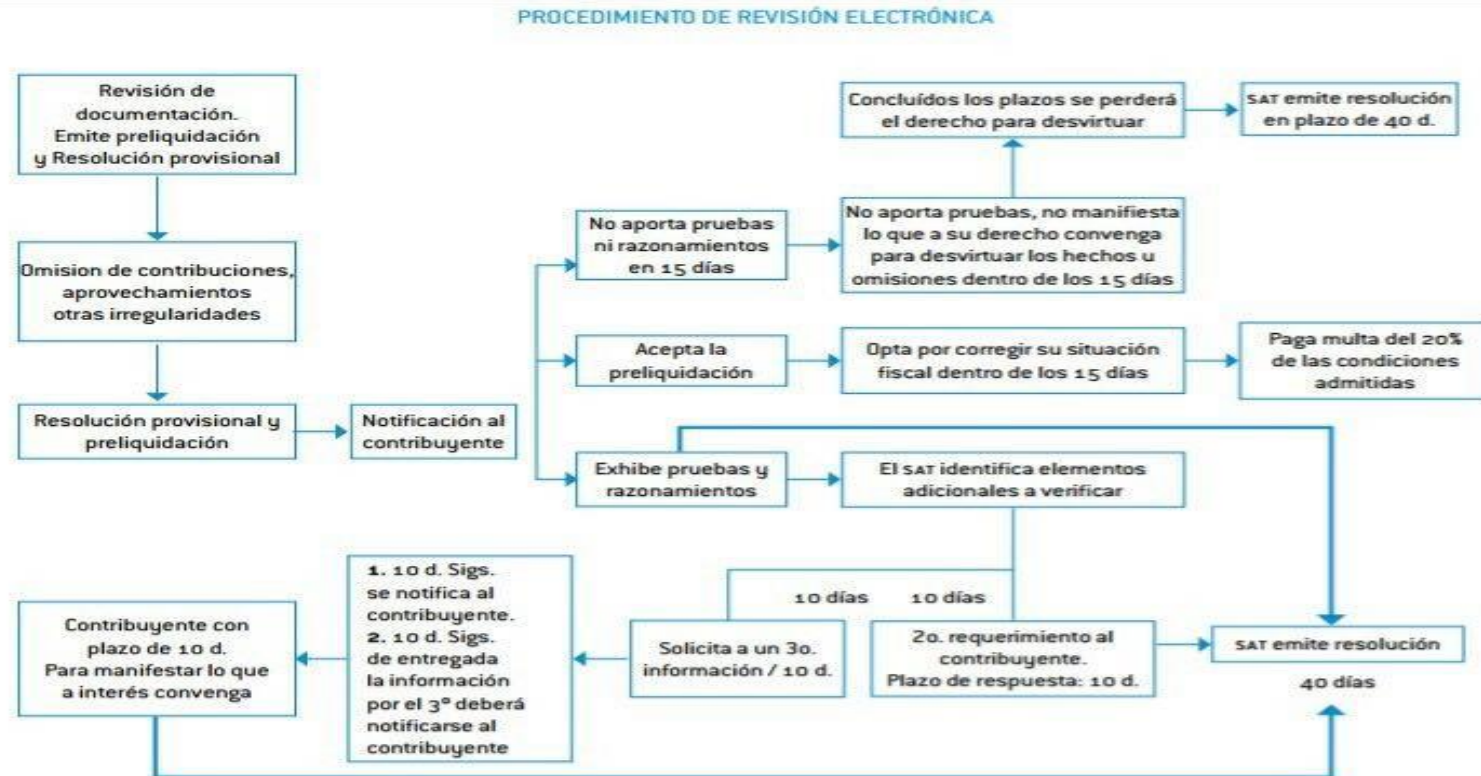 PROCEDIMIENTO DE REVISIÓN ELECTRÓNICA
Revisión de
documentación.
Emite preliquidación
y Resolución provisional
Omision de contribuciones,
aprovechamientos
otras irregularidades
Resolución provisional y
preliquidación
Notificación al
contribuyente
No aporta pruebas
ni razonamientos
en 15 días
No aporta pruebas, no manifiesta
lo que a su derecho convenga
para desvirtuar los hechos u
omisiones dentro de los 15 días
Concluídos los plazos se perderá
el derecho para desvirtuar
SAT emite resolución
en plazo de 40 d.
Acepta la
preliquidación
Opta por corregir su situación
fiscal dentro de los 15 días
Paga multa del 20%
de las condiciones
admitidas
Exhibe pruebas y
razonamientos
El SAT identifica elementos
adicionales a verificar
10 días
10 días
Solicita a un 3o.
información / 10 d.
2o. requerimiento al
contribuyente.
Plazo de respuesta: 10 d.
SAT emite resolución
40 días
1. 10 d. Sigs.
se notifica al
contribuyente.
2. 10 d. Sigs.
de entregada
la información
por el 3º deberá
notificarse al
contribuyente
Contribuyente con
plazo de 10 d.
Para manifestar lo que
a interés convenga